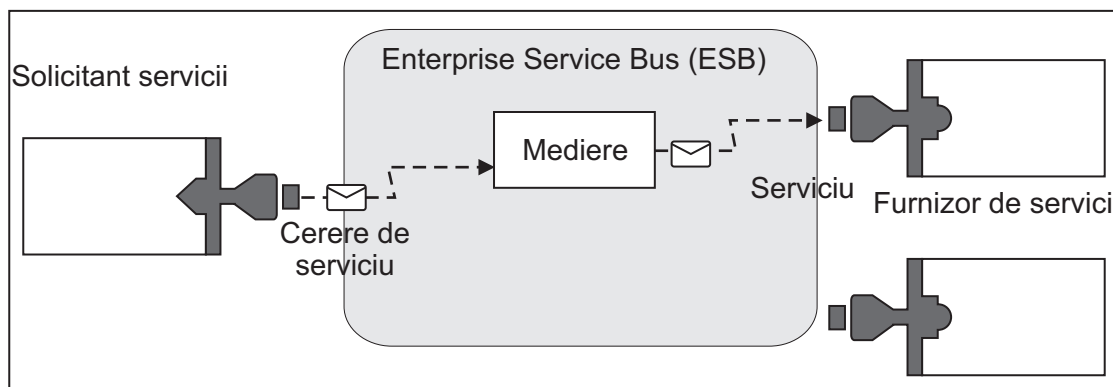 Enterprise Service Bus (ESB)
Solicitant servicii
Mediere
Cerere de
serviciu
Serviciu
Furnizor de servici